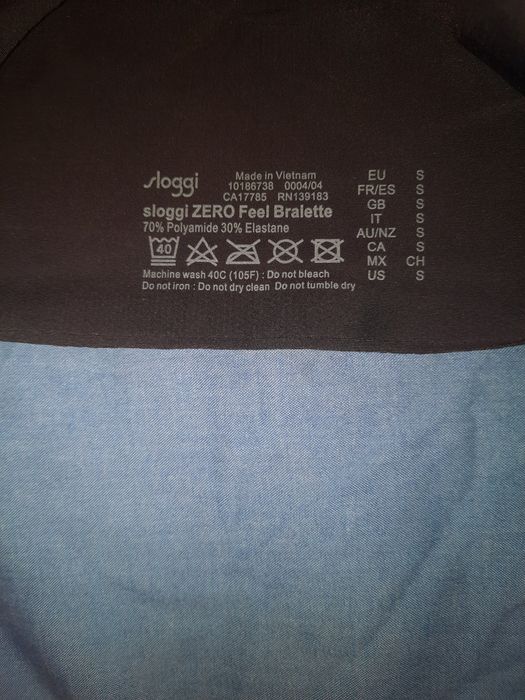 sloggi
Made in Vietnam
10186738 0004/04
CA17785 RN139183
sloggi ZERO Feel Bralette
70% Polyamide 30% Elastane
40
Machine wash 40C (105F) : Do not bleach
Do not iron : Do not dry clean Do not tumble dry
EU S
FR/ES S
GB S
IT S
AU/NZ S
CA S
MX CH
US S